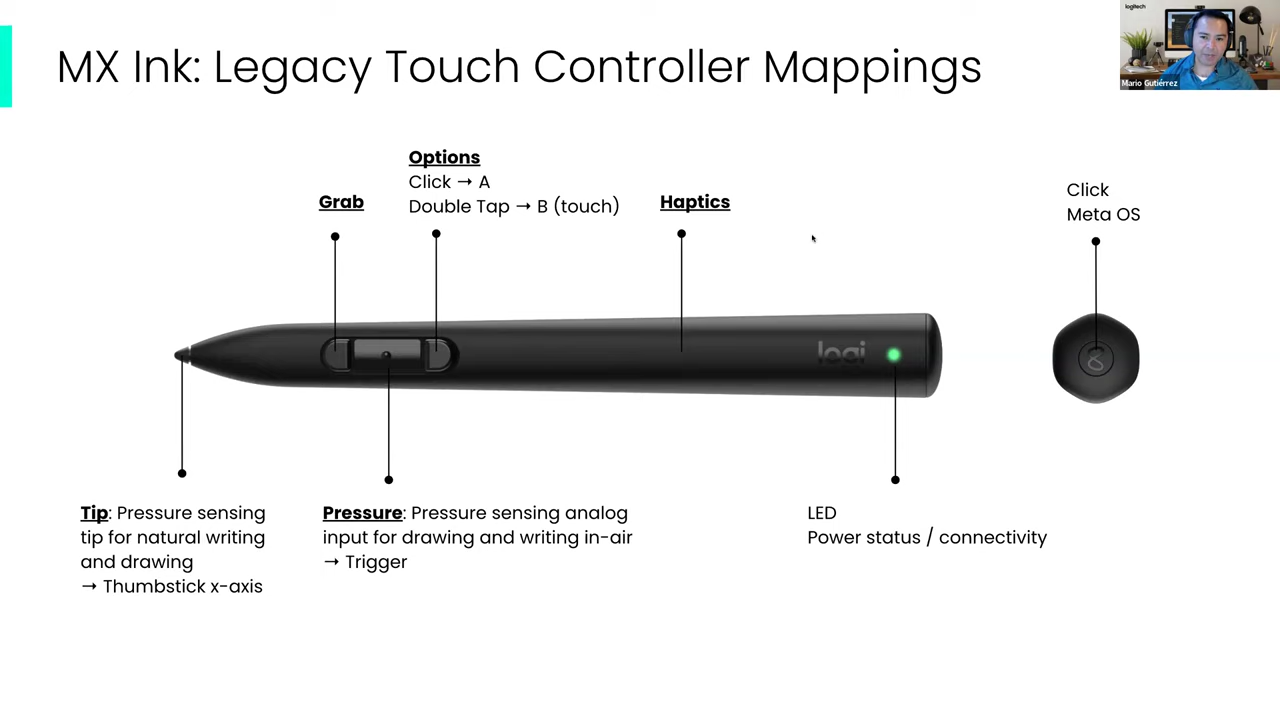 MX Ink: Legacy Touch Controller Mappings
logitech
Mario Gutiérrez
Options
Click → A
Double Tap → B (touch)
Grab
Haptics
Click
Meta OS
logi
Tip: Pressure sensing
tip for natural writing
and drawing
→ Thumbstick x-axis
Pressure: Pressure sensing analog
input for drawing and writing in-air
→ Trigger
LED
Power status / connectivity